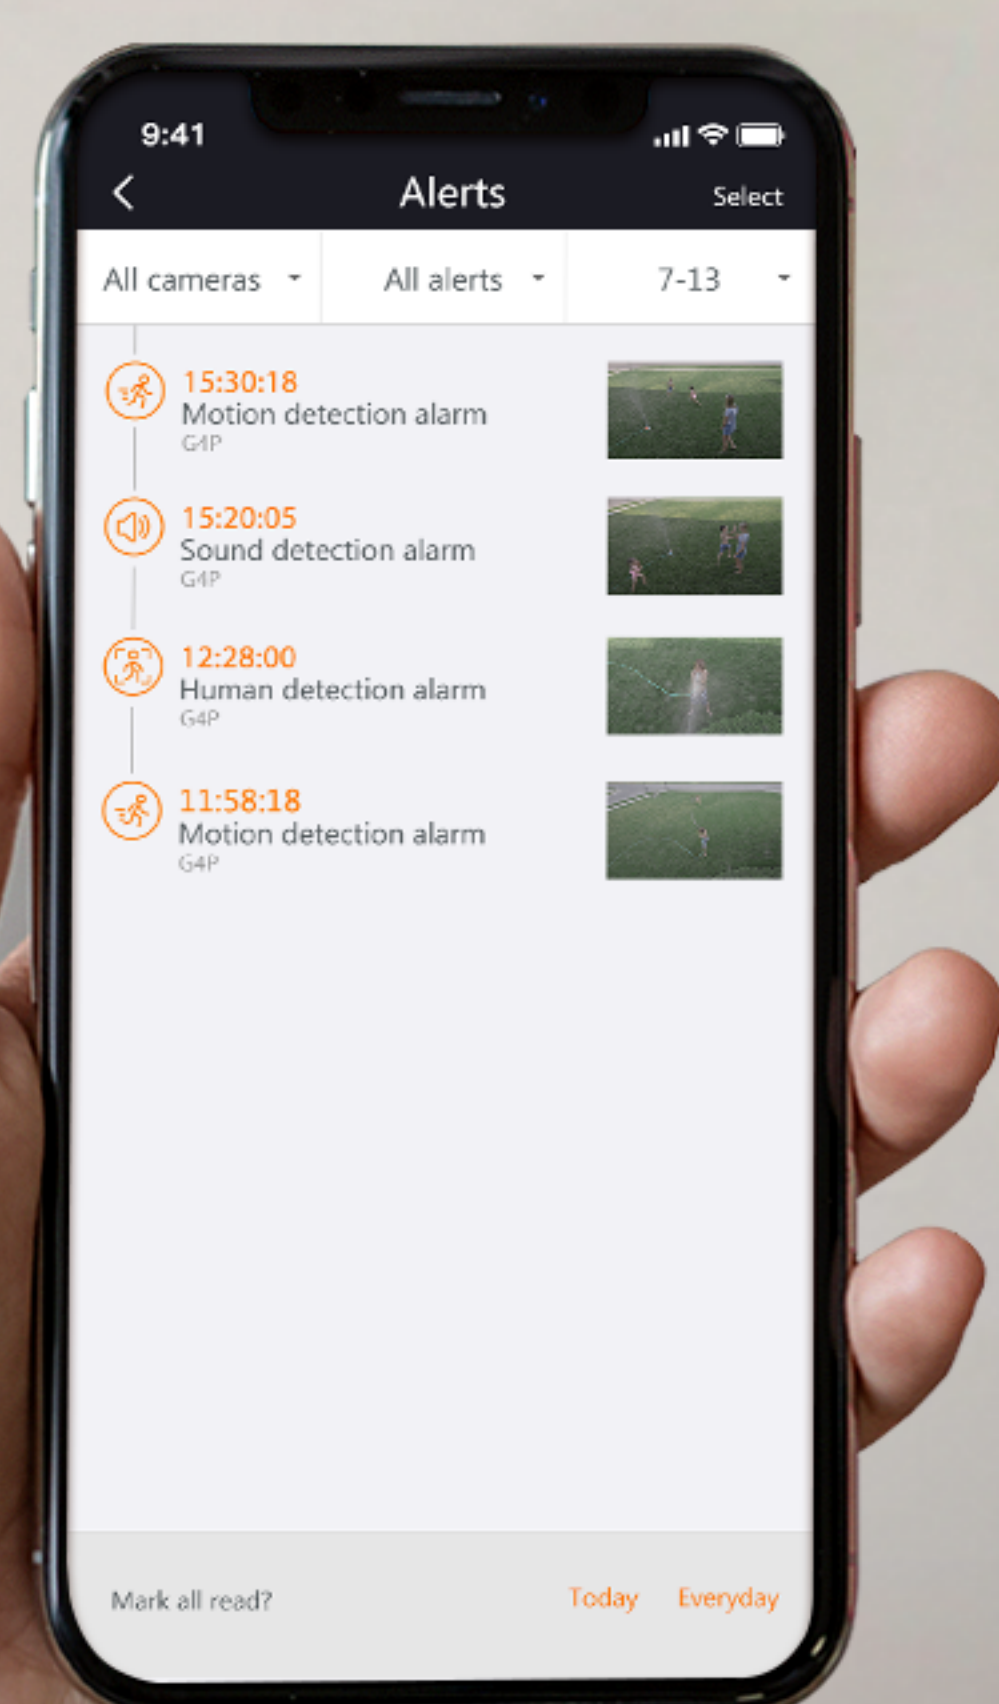 9:41
Alerts
Select
All cameras
All alerts
7-13
15:30:18
Motion detection alarm
G4P
15:20:05
Sound detection alarm
G4P
12:28:00
Human detection alarm
G4P
11:58:18
Motion detection alarm
G4P
Mark all read?
Today
Everyday